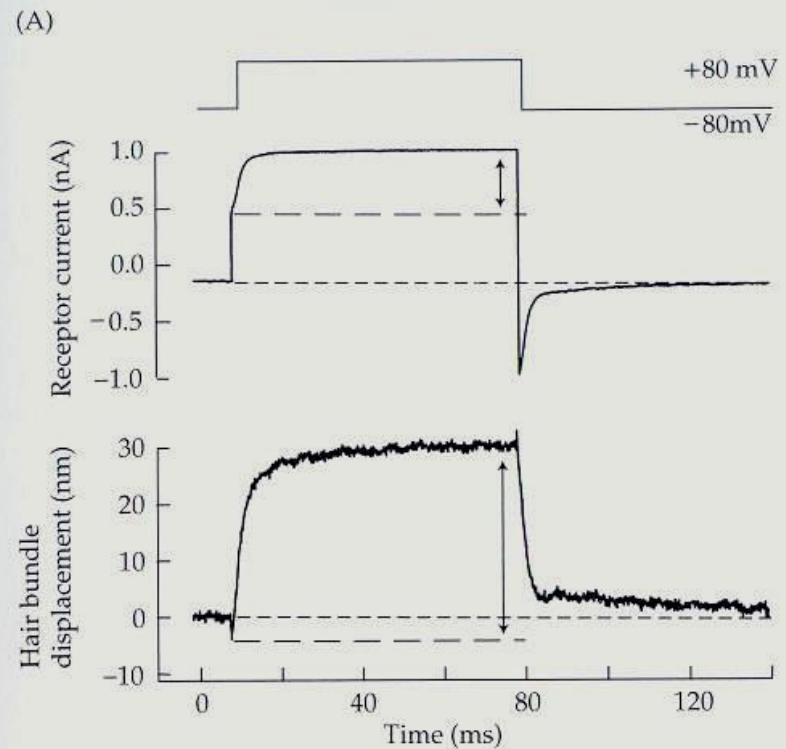 (A)
+80 mV
−80mV
Receptor current (nA)
1.0
0.5
0.0
−0.5
−1.0
Hair bundle
displacement (nm)
30
20
10
0
−10
0 40 80 120
Time (ms)